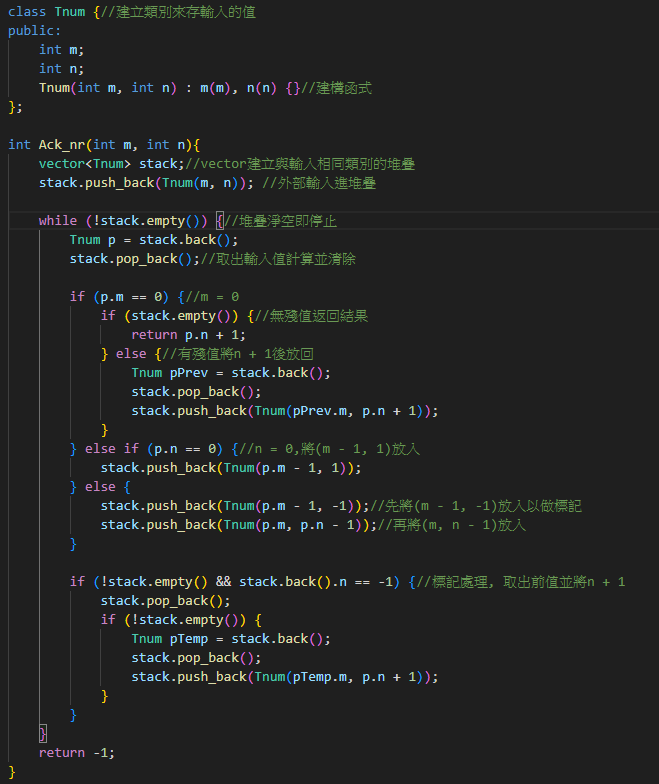 class Tnum {//建立類別來存輸入的值
public:
    int m;
    int n;
    Tnum(int m, int n) : m(m), n(n) {}//建構函式
};

int Ack_nr(int m, int n){
    vector<Tnum> stack;//vector建立與輸入相同類別的堆疊
    stack.push_back(Tnum(m, n)); //外部輸入進堆疊

    while (!stack.empty()) {//堆疊淨空即停止
        Tnum p = stack.back();
        stack.pop_back();//取出輸入值計算並清除

        if (p.m == 0) {//m = 0
            if (stack.empty()) {//無殘值返回結果
                return p.n + 1;
            } else {//有殘值將n + 1後放回
                Tnum pPrev = stack.back();
                stack.pop_back();
                stack.push_back(Tnum(pPrev.m, p.n + 1));
            }
        } else if (p.n == 0) {//n = 0,將(m - 1, 1)放入
            stack.push_back(Tnum(p.m - 1, 1));
        } else {
            stack.push_back(Tnum(p.m - 1, -1));//先將(m - 1, -1)放入以做標記
            stack.push_back(Tnum(p.m, p.n - 1));//再將(m, n - 1)放入
        }

        if (!stack.empty() && stack.back().n == -1) {//標記處理, 取出前值並將n + 1
            stack.pop_back();
            if (!stack.empty()) {
                Tnum pTemp = stack.back();
                stack.pop_back();
                stack.push_back(Tnum(pTemp.m, p.n + 1));
            }
        }
    }
    return -1;
}